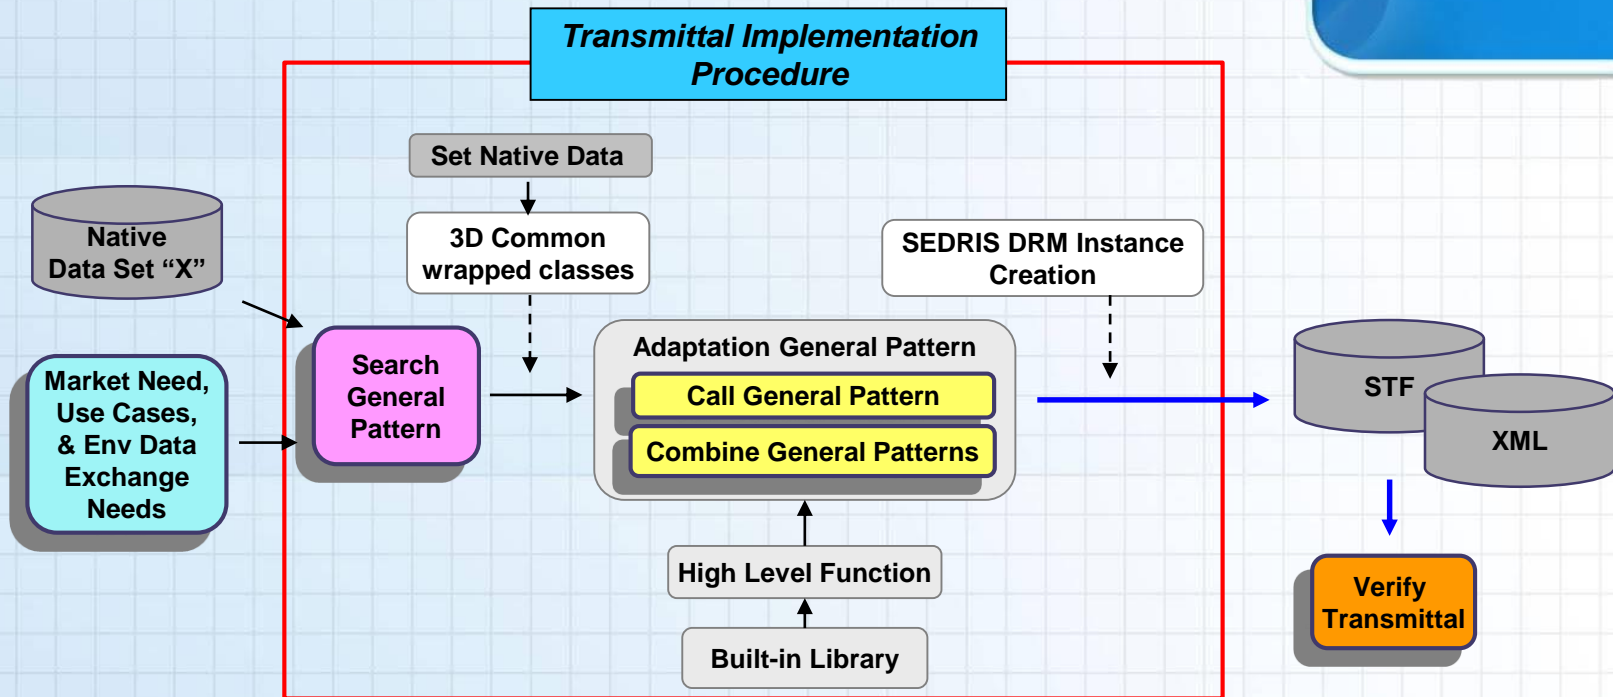 Transmittal Implementation
Procedure
Set Native Data
Native
Data Set “X”
3D Common
wrapped classes
SEDRIS DRM Instance
Creation
Market Need,
Use Cases,
& Env Data
Exchange
Needs
Search
General
Pattern
Adaptation General Pattern
Call General Pattern
Combine General Patterns
STF
XML
High Level Function
Built-in Library
Verify
Transmittal